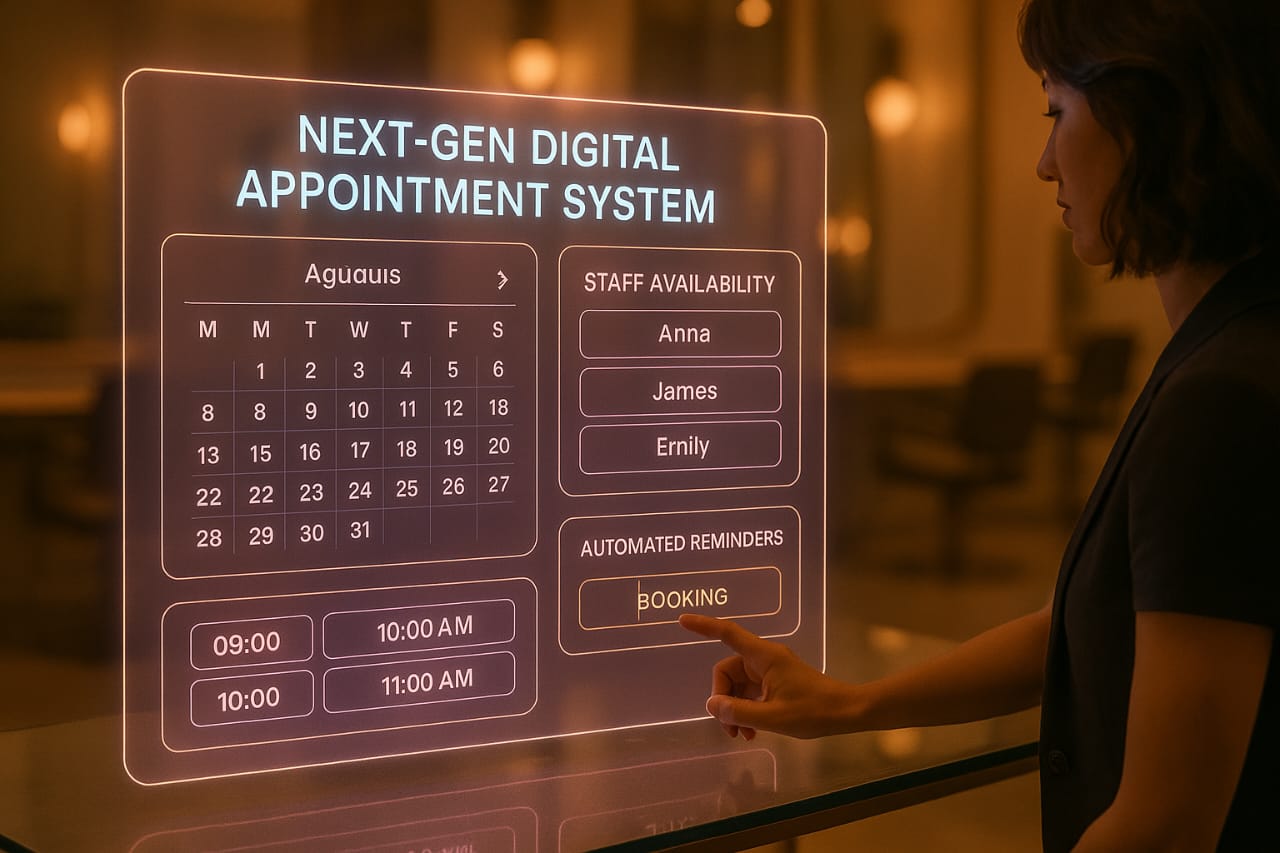 NEXT-GEN DIGITAL
APPOINTMENT SYSTEM
Aguauis
M M T W T F S
1 2 3 4 5 6
8 8 9 10 11 12 18
13 15 16 17 18 19 20
22 22 23 24 25 26 27
28 29 30 31
09:00 10:00 AM
10:00 11:00 AM
STAFF AVAILABILITY
Anna
James
Ernily
AUTOMATED REMINDERS
BOOKING